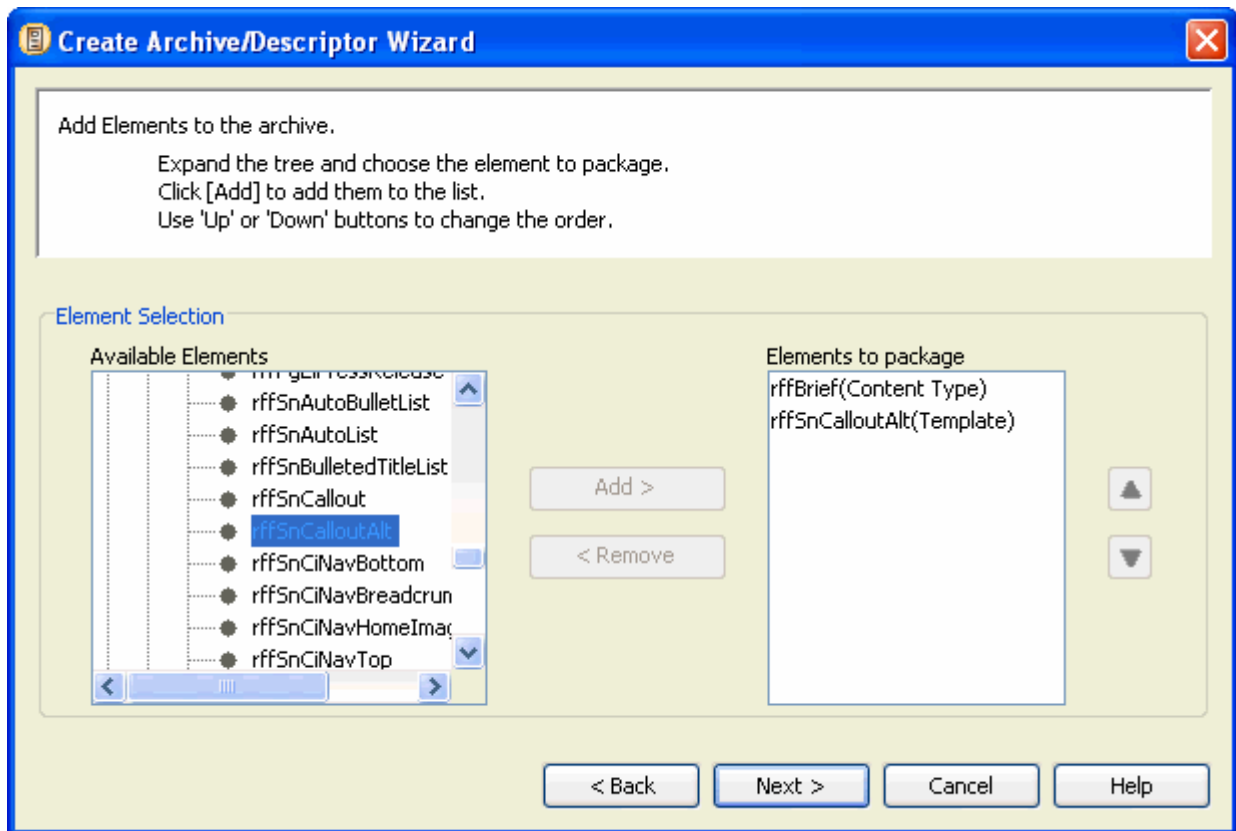 Create Archive/Descriptor Wizard
Add Elements to the archive.
Expand the tree and choose the element to package.
Click [Add] to add them to the list.
Use 'Up' or 'Down' buttons to change the order.
Element Selection
Available Elements
rffSnAutoBulletList
rffSnAutoList
rffSnBulletedTitleList
rffSnCallout
rffSnCalloutAlt
rffSnCiNavBottom
rffSnCiNavBreadcrun
rffSnCiNavHomeImag
rffSnCiNavTop
Add >
< Remove
Elements to package
rffBrief(Content Type)
rffSnCalloutAlt(Template)
< Back
Next >
Cancel
Help